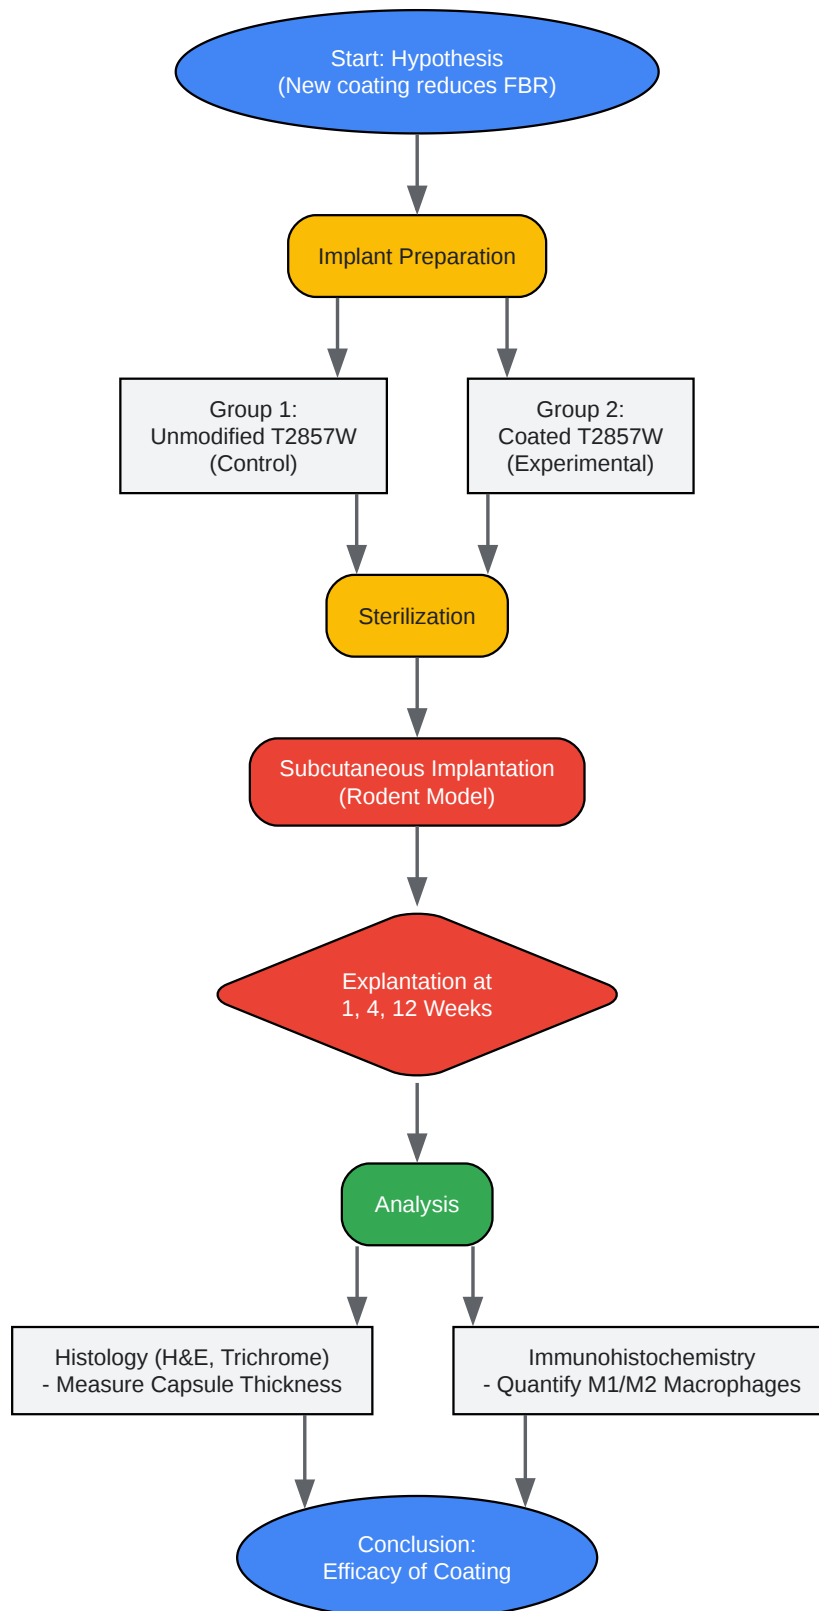 Start: Hypothesis
(New coating reduces FBR)
Implant Preparation
Group 1:
Unmodified T2857W
(Control)
Group 2:
Coated T2857W
(Experimental)
Sterilization
Subcutaneous Implantation
(Rodent Model)
Explantation at
1, 4, 12 Weeks
Analysis
Histology (H&E, Trichrome)
- Measure Capsule Thickness
Immunohistochemistry
- Quantify M1/M2 Macrophages
Conclusion:
Efficacy of Coating